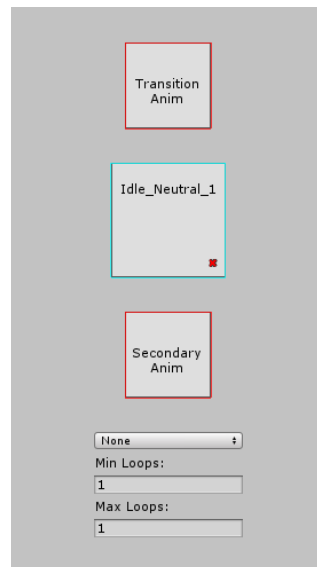 Transition
Anim
Idle_Neutral_1
Secondary
Anim
None
Min Loops:
1
Max Loops:
1